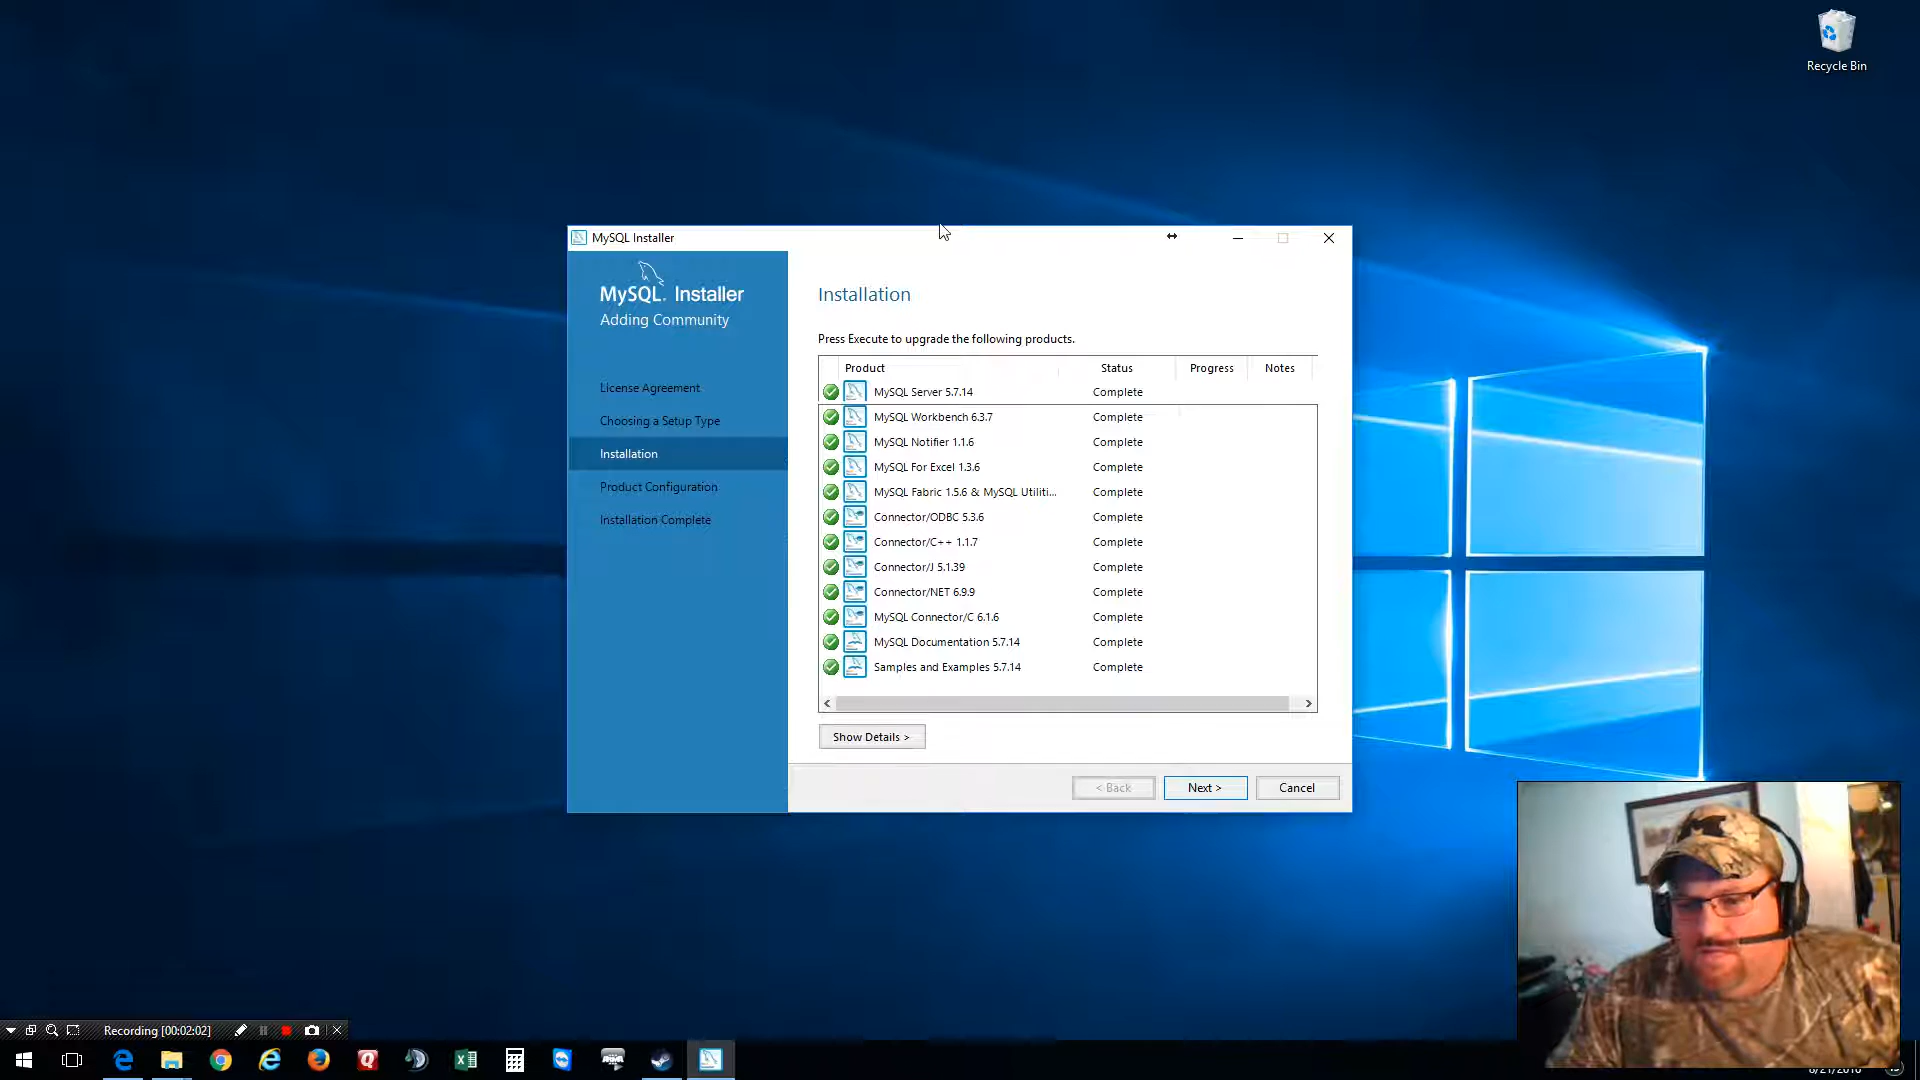 Recycle Bin
MySQL Installer
MySQL. Installer
Adding Community
License Agreement
Choosing a Setup Type
Installation
Product Configuration
Installation Complete
Installation
Press Execute to upgrade the following products.
Product Status Progress Notes
MySQL Server 5.7.14 Complete
MySQL Workbench 6.3.7 Complete
MySQL Notifier 1.1.6 Complete
MySQL For Excel 1.3.6 Complete
MySQL Fabric 1.5.6 & MySQL Utiliti... Complete
Connector/ODBC 5.3.6 Complete
Connector/C++ 1.1.7 Complete
Connector/J 5.1.39 Complete
Connector/NET 6.9.9 Complete
MySQL Connector/C 6.1.6 Complete
MySQL Documentation 5.7.14 Complete
Samples and Examples 5.7.14 Complete
Show Details >
< Back Next > Cancel
Recording [00:02:02]
8/21/2016